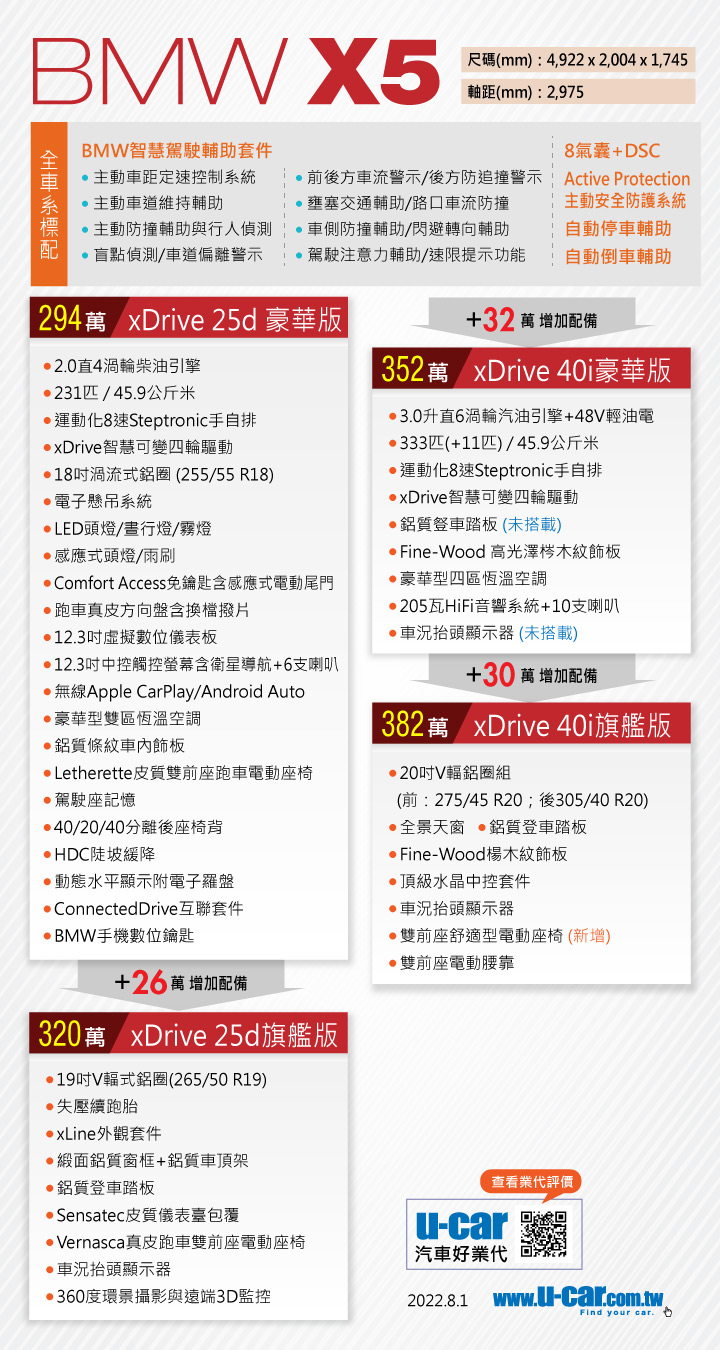 BMW X5
尺碼(mm)：4,922 x 2,004 x 1,745
軸距(mm)：2,975
全車系標配
BMW智慧駕駛輔助套件
主動車距定速控制系統
主動車道維持輔助
主動防撞輔助與行人偵測
盲點偵測/車道偏離警示
前後方車流警示/後方防追撞警示
壅塞交通輔助/路口車流防撞
車側防撞輔助/閃避轉向輔助
駕駛注意力輔助/速限提示功能
8氣囊+DSC
Active Protection
主動安全防護系統
自動停車輔助
自動倒車輔助
294萬 xDrive 25d 豪華版
2.0直4渦輪柴油引擎
231匹 / 45.9公斤米
運動化8速Steptronic手自排
xDrive智慧可變四輪驅動
18吋渦流式鋁圈 (255/55 R18)
電子懸吊系統
LED頭燈/晝行燈/霧燈
感應式頭燈/雨刷
Comfort Access免鑰匙含感應式電動尾門
跑車真皮方向盤含換檔撥片
12.3吋虛擬數位儀表板
12.3吋中控觸控螢幕含衛星導航+6支喇叭
無線Apple CarPlay/Android Auto
豪華型雙區恆溫空調
鋁質條紋車內飾板
Letherette皮質雙前座跑車電動座椅
駕駛座記憶
40/20/40分離後座椅背
HDC陡坡緩降
動態水平顯示附電子羅盤
ConnectedDrive互聯套件
BMW手機數位鑰匙
+26萬 增加配備
320萬 xDrive 25d旗艦版
19吋V輻式鋁圈(265/50 R19)
失壓續跑胎
xLine外觀套件
緞面鋁質窗框+鋁質車頂架
鋁質登車踏板
Sensatec皮質儀表臺包覆
Vernasca真皮跑車雙前座電動座椅
車況抬頭顯示器
360度環景攝影與遠端3D監控
+32萬 增加配備
352萬 xDrive 40i豪華版
3.0升直6渦輪汽油引擎+48V輕油電
333匹(+11匹) / 45.9公斤米
運動化8速Steptronic手自排
xDrive智慧可變四輪驅動
鋁質登車踏板 (未搭載)
Fine-Wood 高光澤梣木紋飾板
豪華型四區恆溫空調
205瓦HiFi音響系統+10支喇叭
車況抬頭顯示器 (未搭載)
+30萬 增加配備
382萬 xDrive 40i旗艦版
20吋V輻鋁圈組
(前：275/45 R20；後305/40 R20)
全景天窗 鋁質登車踏板
Fine-Wood楊木紋飾板
頂級水晶中控套件
車況抬頭顯示器
雙前座舒適型電動座椅 (新增)
雙前座電動腰靠
查看業代評價
u-car
汽車好業代
2022.8.1 www.u-car.com.tw
Find your car.